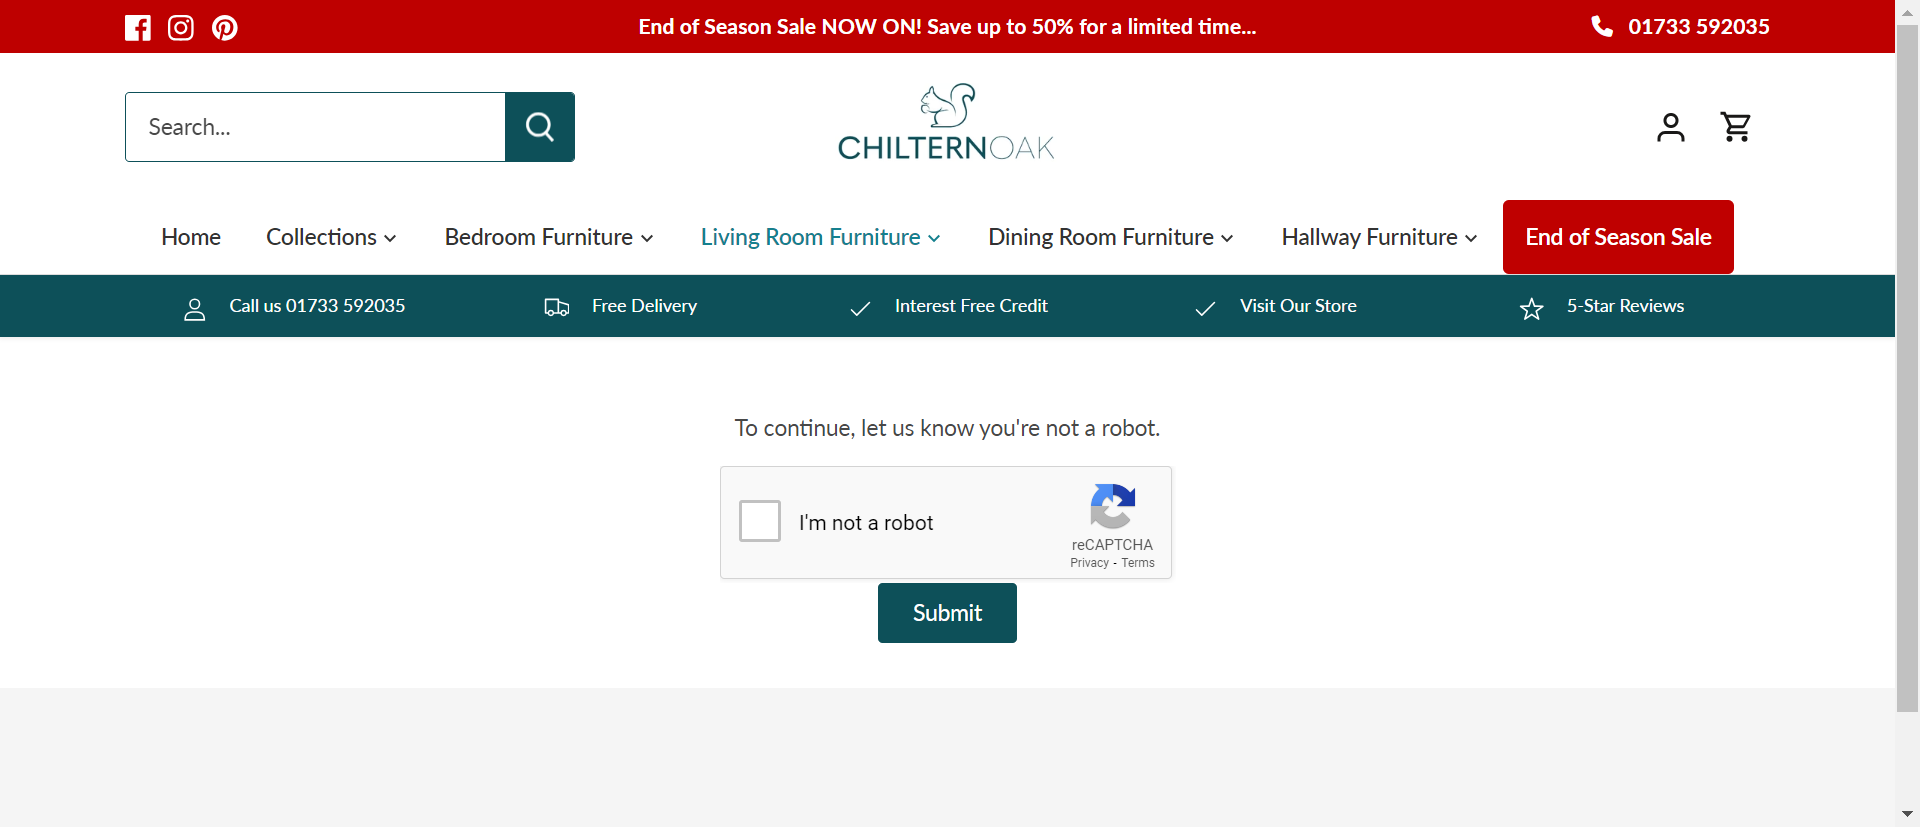 End of Season Sale NOW ON! Save up to 50% for a limited time...
01733 592035
Search...
CHILTERNOAK
Home
Collections
Bedroom Furniture
Living Room Furniture
Dining Room Furniture
Hallway Furniture
End of Season Sale
Call us 01733 592035
Free Delivery
Interest Free Credit
Visit Our Store
5-Star Reviews
To continue, let us know you're not a robot.
I'm not a robot
reCAPTCHA
Privacy - Terms
Submit